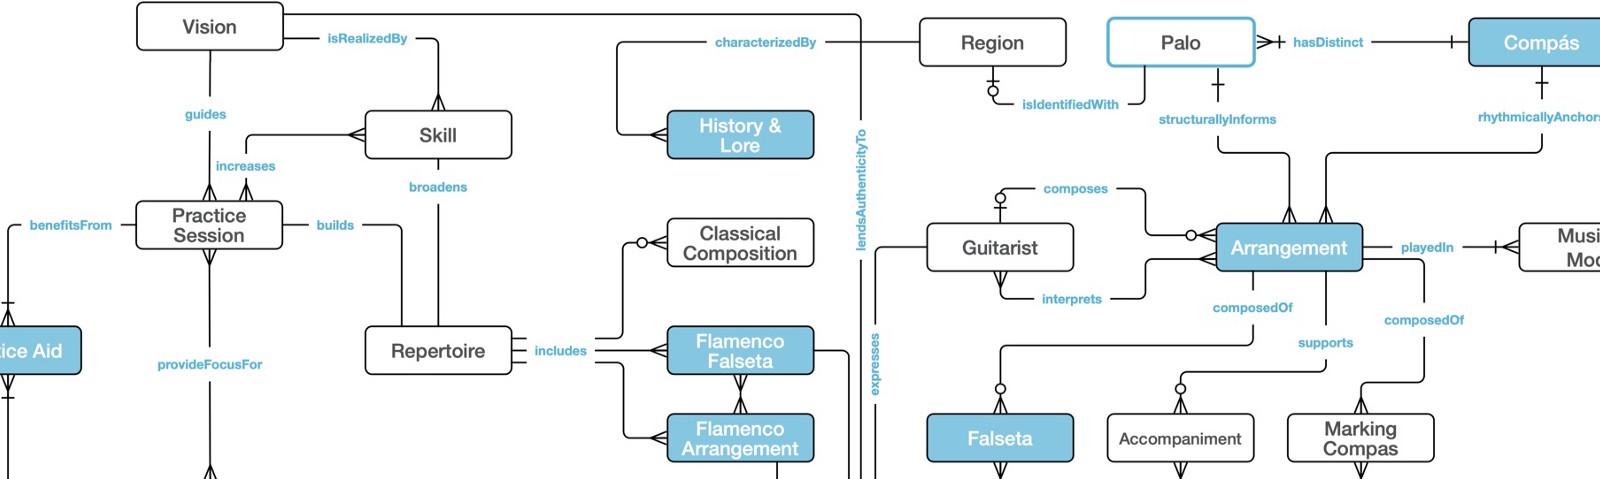 Vision
isRealizedBy
characterizedBy
Region
Palo
hasDistinct
Compás
isIdentifiedWith
guides
Skill
History &
Lore
structurallyInforms
rhythmicallyAnchors
increases
broadens
lendsAuthenticityTo
composes
Practice
Session
benefitsFrom
builds
Classical
Composition
Guitarist
Arrangement
playedIn
Musi
Mod
interprets
composedOf
composedOf
supports
tice Aid
provideFocusFor
Repertoire
includes
Flamenco
Falseta
expresses
Flamenco
Arrangement
Falseta
Accompaniment
Marking
Compas